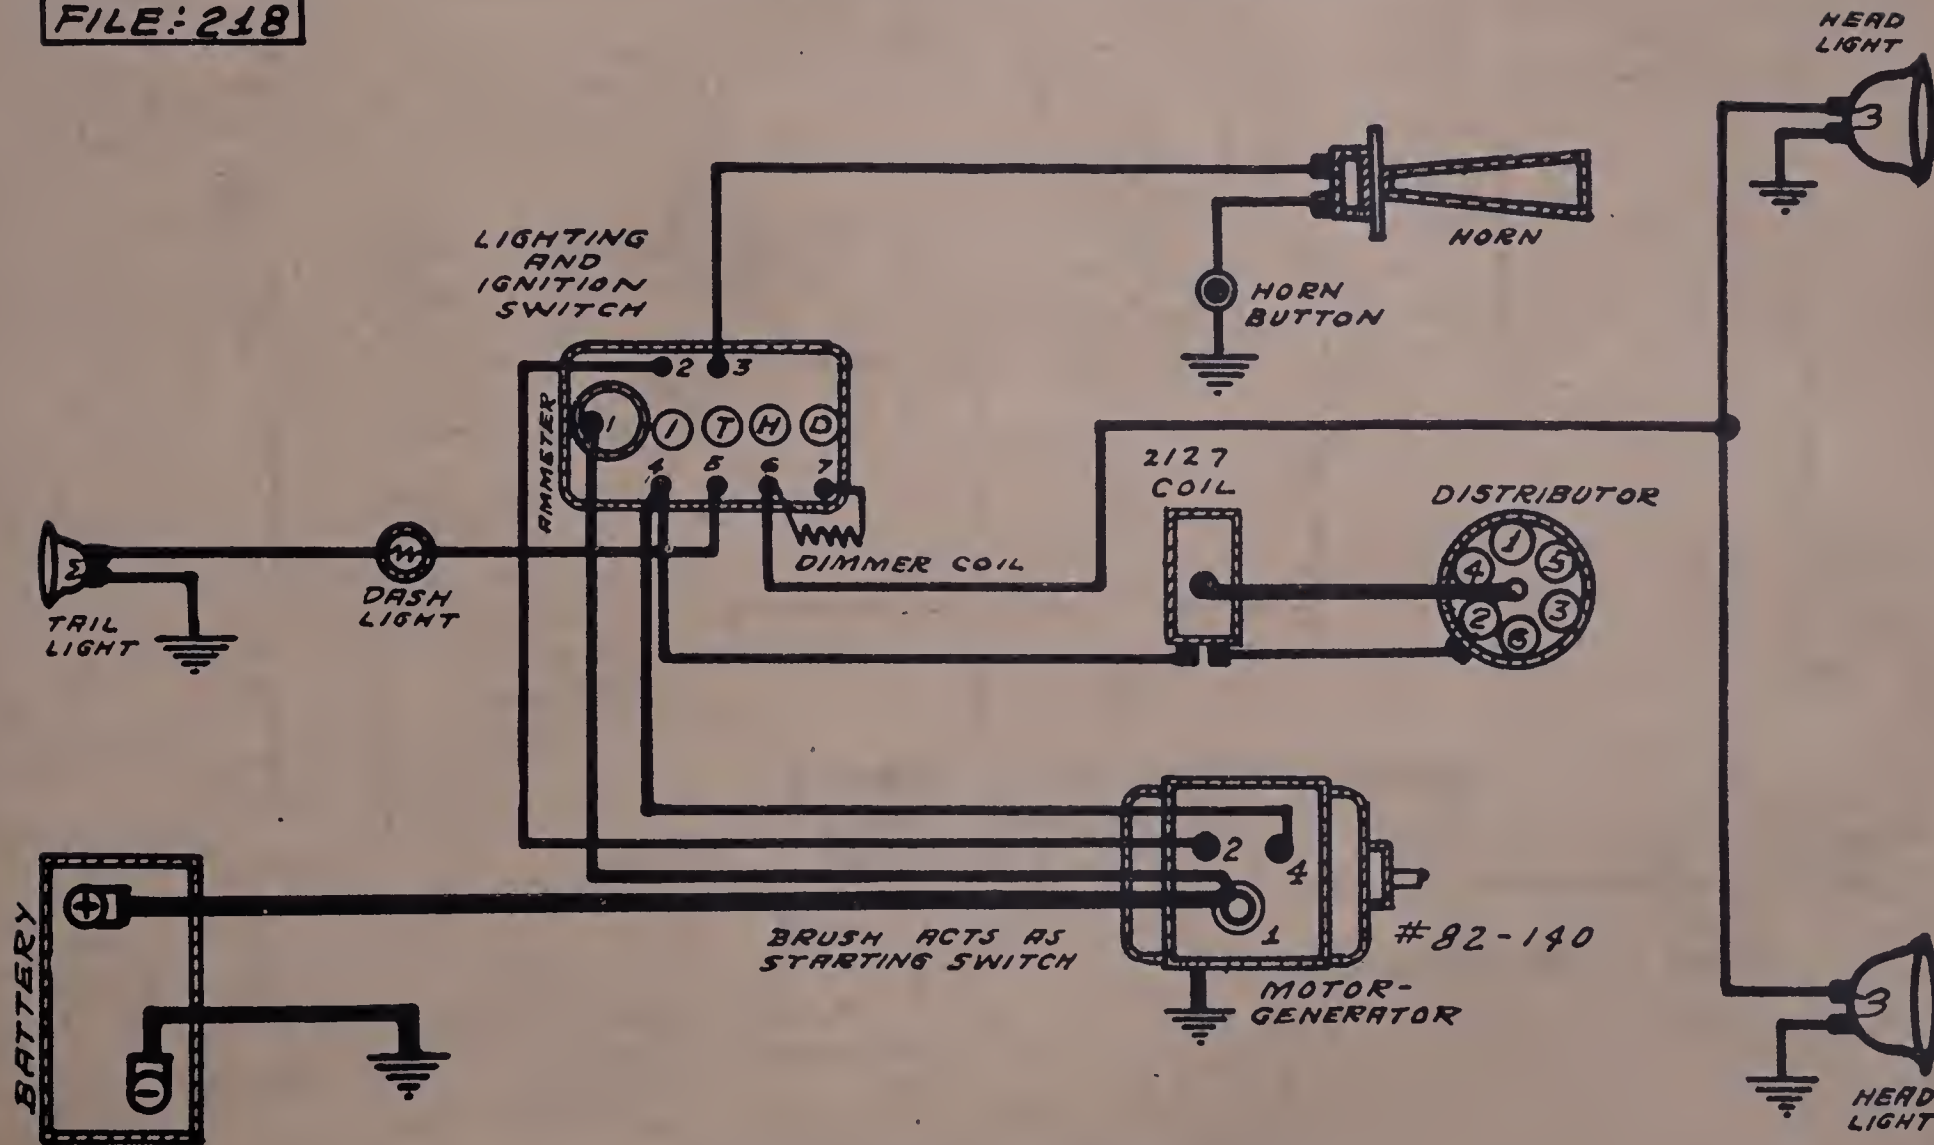 FILE:-218
HEAD
LIGHT
HORN
HORN
BUTTON
LIGHTING
AND
IGNITION
SWITCH
2 3
AMMETER
1 I T H D
4 5 6 7
DIMMER COIL
2127
COIL
DISTRIBUTOR
1 5 3 6 2 4
TAIL
LIGHT
DASH
LIGHT
BATTERY
+
-
BRUSH ACTS AS
STARTING SWITCH
2 4
1
#82-140
MOTOR-
GENERATOR
HEAD
LIGHT